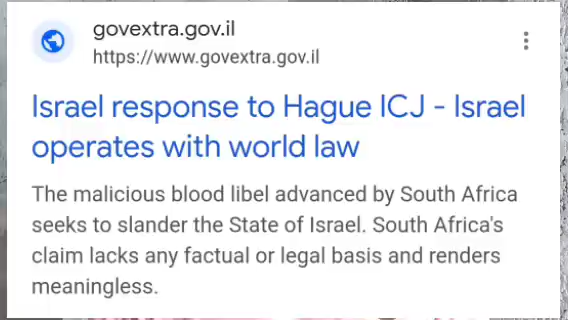 govextra.gov.il
https://www.govextra.gov.il
Israel response to Hague ICJ - Israel
operates with world law
The malicious blood libel advanced by South Africa
seeks to slander the State of Israel. South Africa's
claim lacks any factual or legal basis and renders
meaningless.